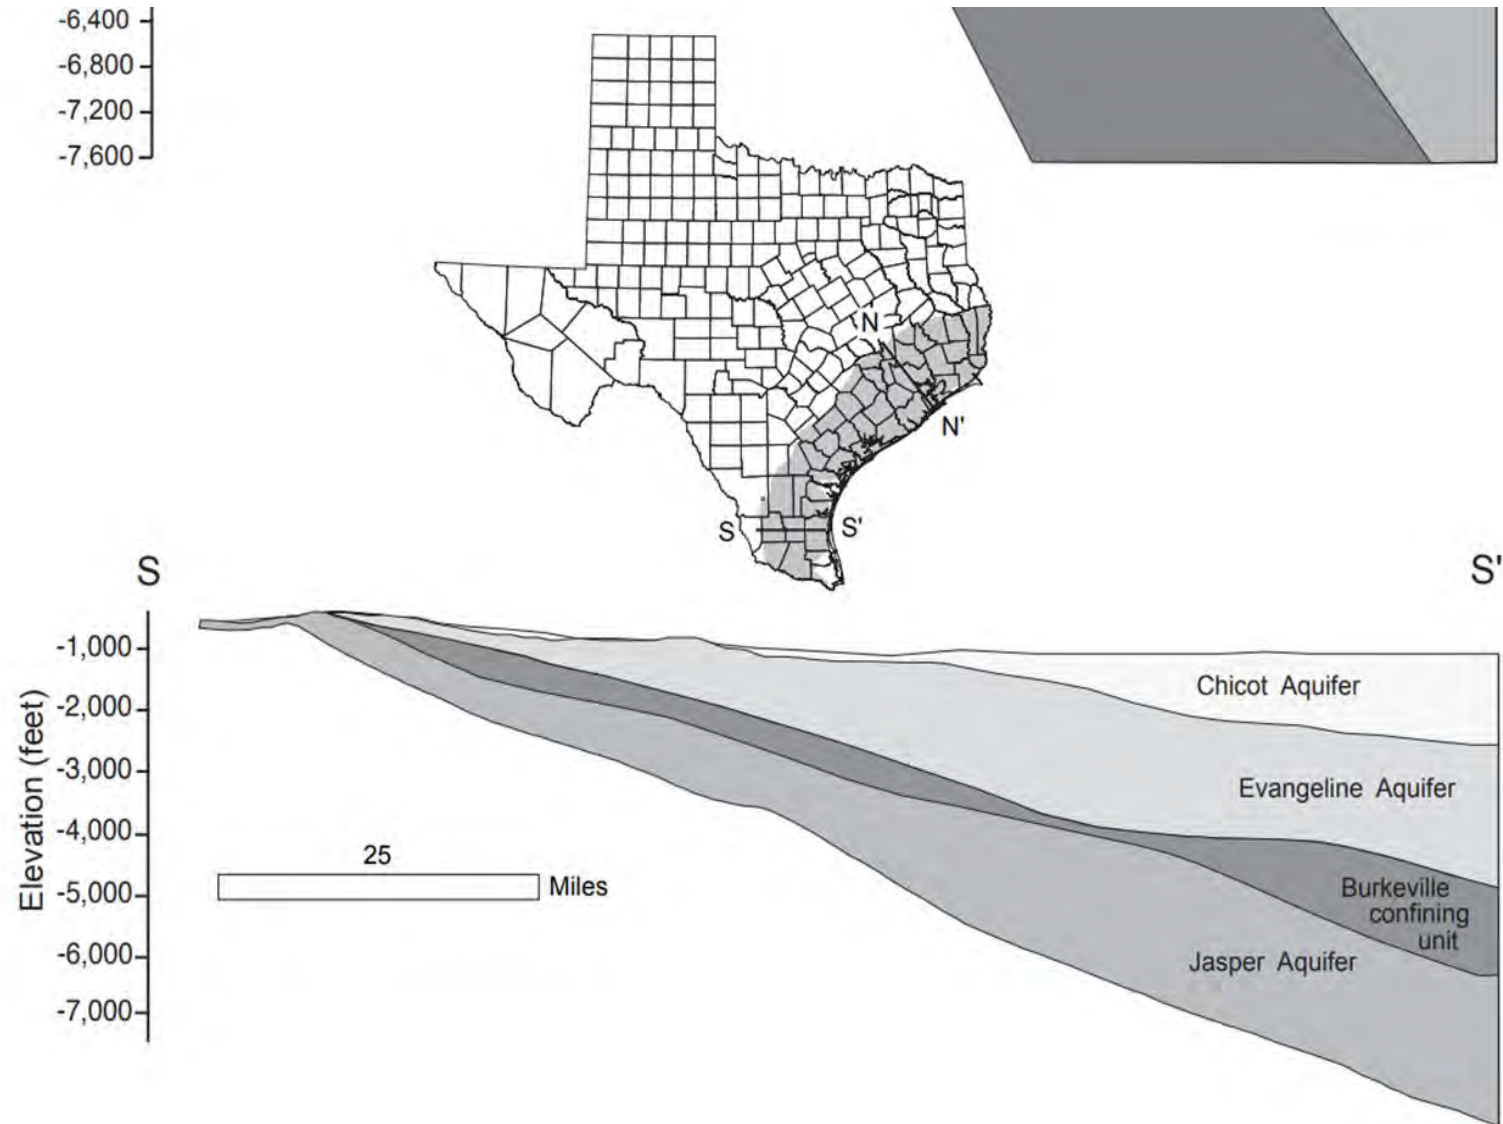 -6,400
-6,800
-7,200
-7,600
N
N'
S
S'
S
S'
Elevation (feet)
-1,000
-2,000
-3,000
-4,000
-5,000
-6,000
-7,000
25
Miles
Chicot Aquifer
Evangeline Aquifer
Burkeville
confining
unit
Jasper Aquifer